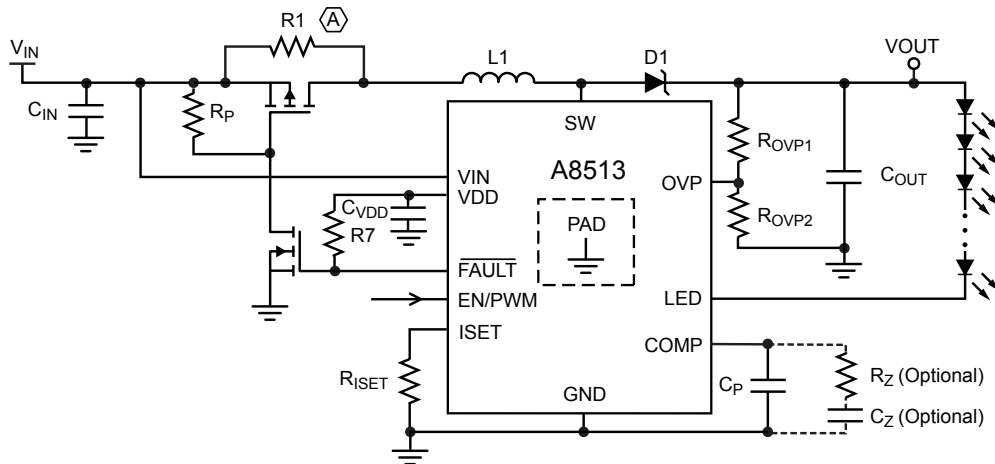 R1 A
VIN
L1
D1
VOUT
CIN
RP
SW
ROVP1
VIN
A8513
OVP
COUT
VDD
CVDD
R7
PAD
ROVP2
FAULT
LED
EN/PWM
ISET
COMP
RISET
CP
RZ (Optional)
GND
CZ (Optional)